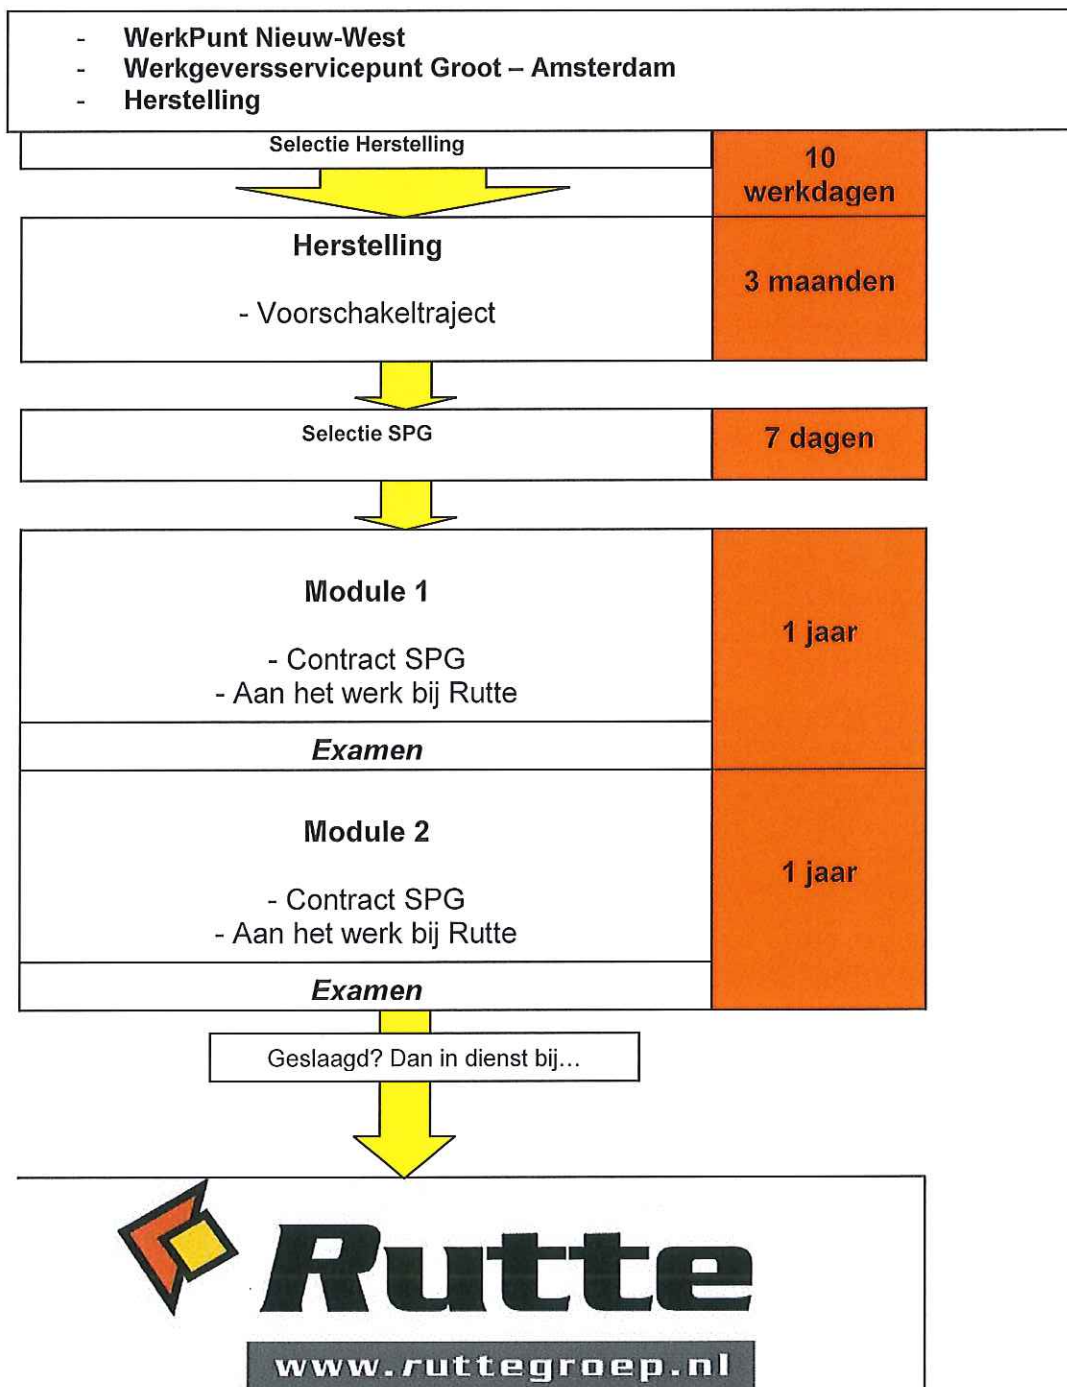 - WerkPunt Nieuw-West
- Werkgeversservicepunt Groot – Amsterdam
- Herstelling
Selectie Herstelling
10
werkdagen
Herstelling
- Voorschakeltraject
3 maanden
Selectie SPG
7 dagen
Module 1
- Contract SPG
- Aan het werk bij Rutte
1 jaar
Examen
Module 2
- Contract SPG
- Aan het werk bij Rutte
1 jaar
Examen
Geslaagd? Dan in dienst bij…
Rutte
www.ruttegroep.nl